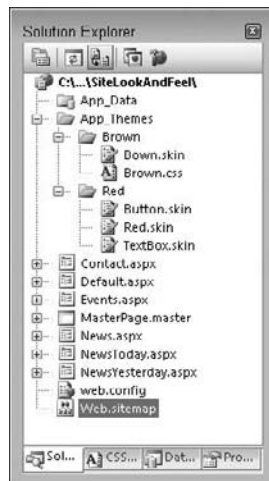 Solution Explorer
C:\...\SiteLookAndFeel\
App_Data
App_Themes
Brown
Down.skin
Brown.css
Red
Button.skin
Red.skin
TextBox.skin
Contact.aspx
Default.aspx
Events.aspx
MasterPage.master
News.aspx
NewsToday.aspx
NewsYesterday.aspx
web.config
Web.sitemap
Sol... CSS... Dat... Pro...